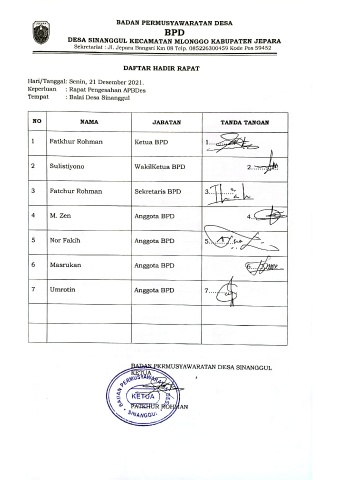 BADAN PERMUSYAWARATAN DESA
BPD
DESA SINANGGUL KECAMATAN MLONGGO KABUPATEN JEPARA
Sekretariat : Jl. Jepara Bangsri Km 08 Telp. 085226300459 Kode Pos 59452
DAFTAR HADIR RAPAT
Hari/Tanggal: Senin, 21 Desember 2021.
Keperluan : Rapat Pengesahan APBDes
Tempat : Balai Desa Sinanggul
NO NAMA JABATAN TANDA TANGAN
1 Fatkhur Rohman Ketua BPD 1
2 Sulistiyono WakilKetua BPD 2
3 Fatchur Rohman Sekretaris BPD 3
4 M. Zen Anggota BPD 4
5 Nor Fakih Anggota BPD 5
6 Masrukan Anggota BPD 6
7 Umrotin Anggota BPD 7
BADAN PERMUSYAWARATAN DESA SINANGGUL
KETUA
BADAN PERMUSYAWARATAN
KETUA
SINANGGUL
FATKHUR ROHMAN